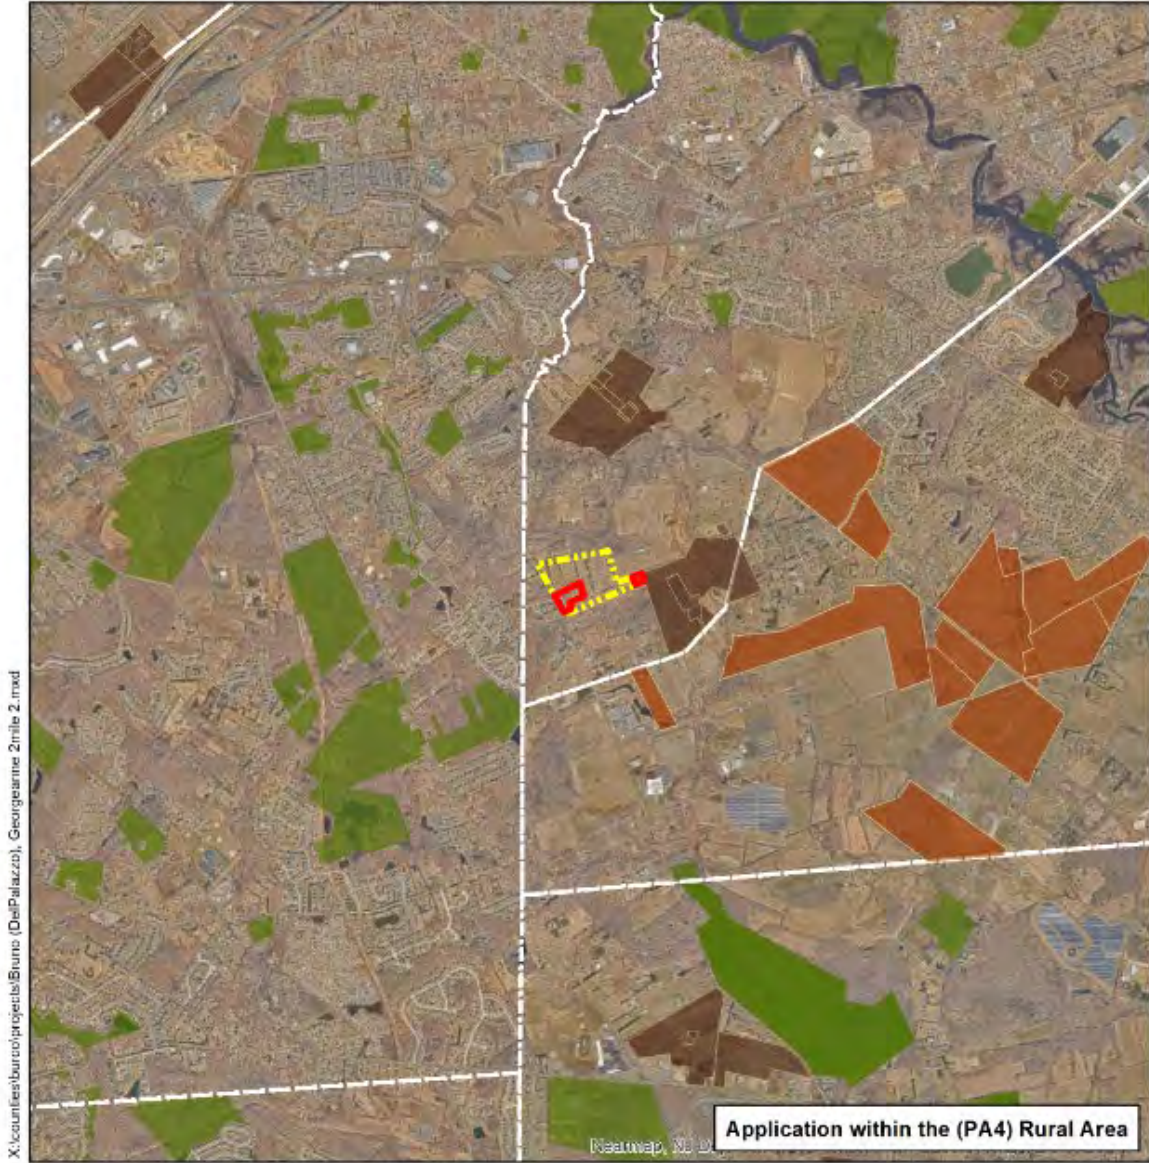 X:\counties\burco\projects\Bruno (DelPalazzo), Georgeanne 2mile 2.mxd
Application within the (PA4) Rural Area
Nearmap, NJ